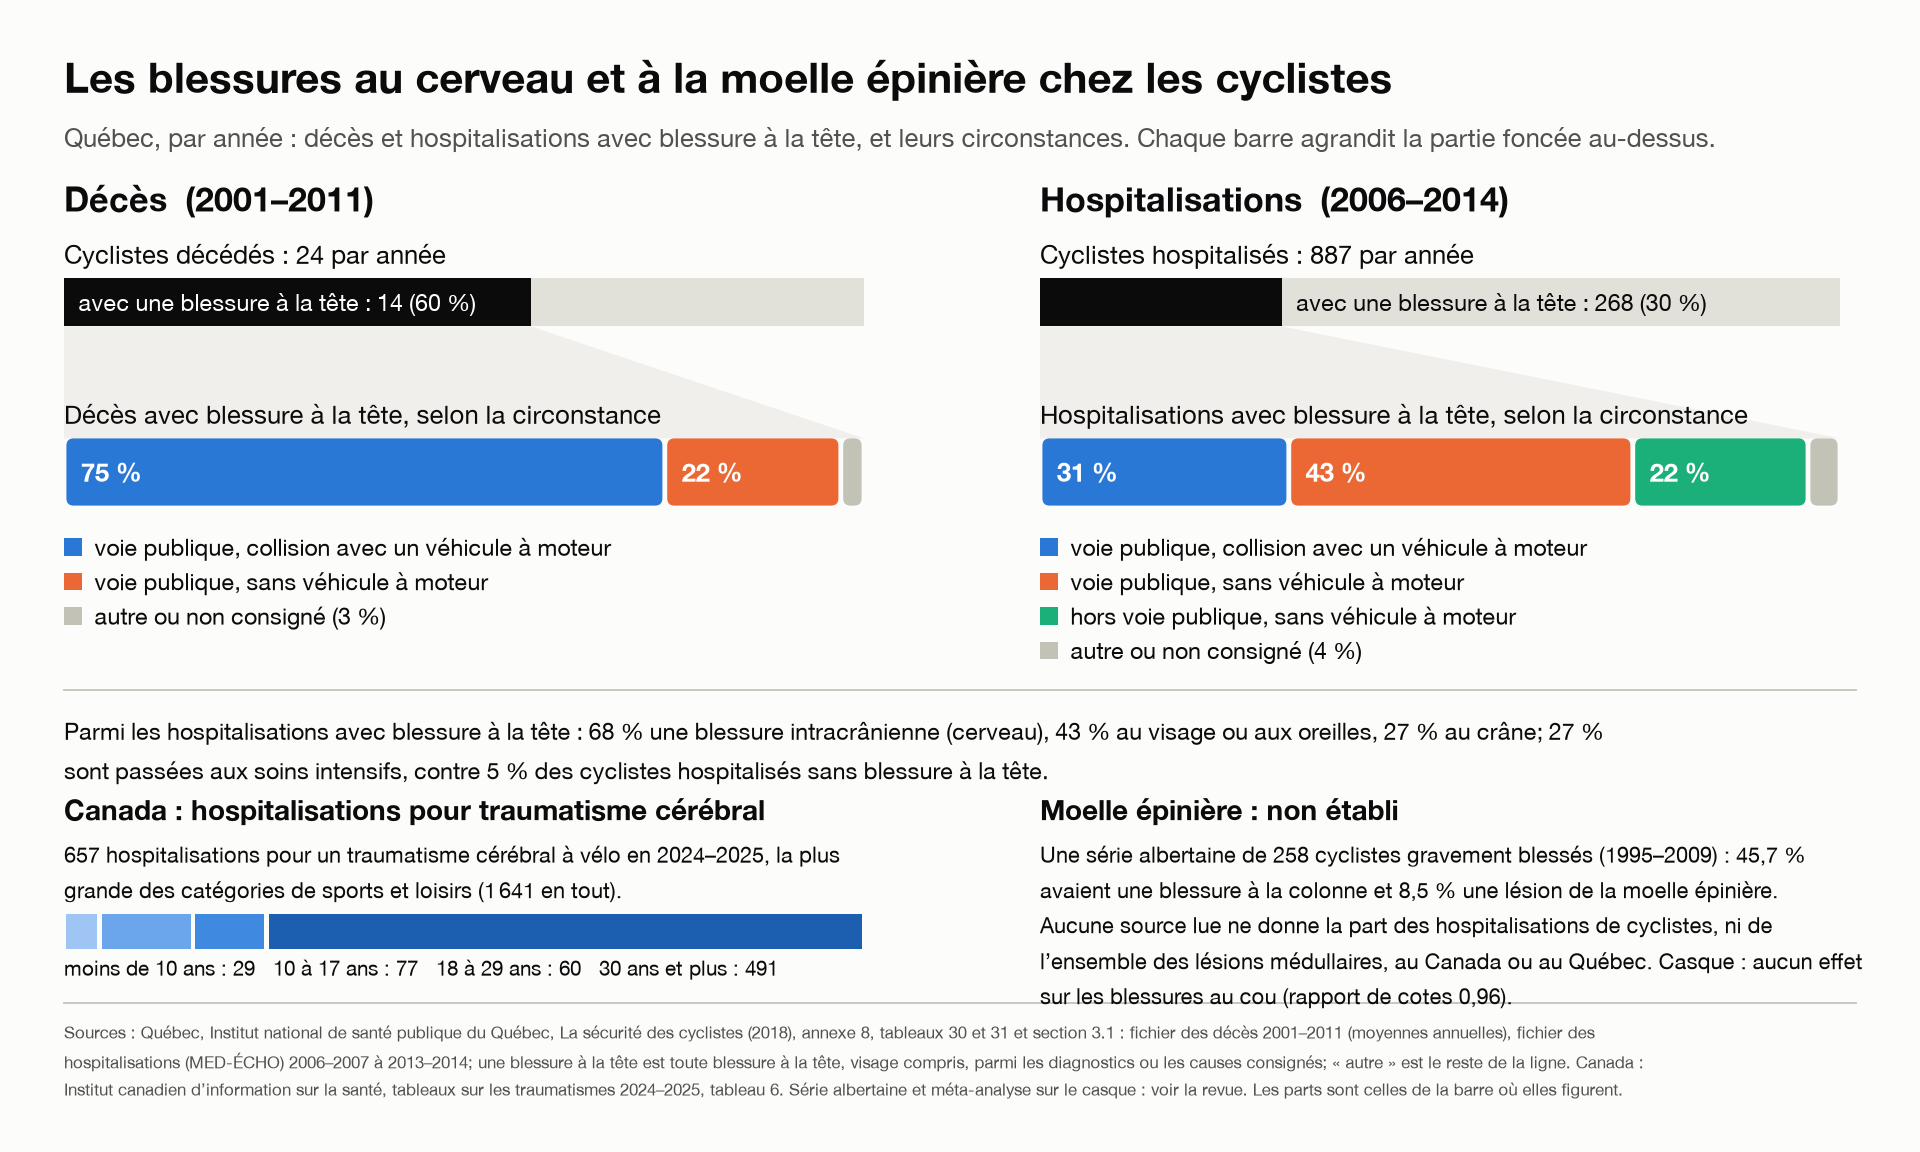 Les blessures au cerveau et à la moelle épinière chez les cyclistes
Québec, par année : décès et hospitalisations avec blessure à la tête, et leurs circonstances. Chaque barre agrandit la partie foncée au-dessus.
Décès (2001–2011)
Cyclistes décédés : 24 par année
avec une blessure à la tête : 14 (60 %)
Décès avec blessure à la tête, selon la circonstance
75 %
22 %
voie publique, collision avec un véhicule à moteur
voie publique, sans véhicule à moteur
autre ou non consigné (3 %)
Hospitalisations (2006–2014)
Cyclistes hospitalisés : 887 par année
avec une blessure à la tête : 268 (30 %)
Hospitalisations avec blessure à la tête, selon la circonstance
31 %
43 %
22 %
voie publique, collision avec un véhicule à moteur
voie publique, sans véhicule à moteur
hors voie publique, sans véhicule à moteur
autre ou non consigné (4 %)
Parmi les hospitalisations avec blessure à la tête : 68 % une blessure intracrânienne (cerveau), 43 % au visage ou aux oreilles, 27 % au crâne; 27 %
sont passées aux soins intensifs, contre 5 % des cyclistes hospitalisés sans blessure à la tête.
Canada : hospitalisations pour traumatisme cérébral
657 hospitalisations pour un traumatisme cérébral à vélo en 2024–2025, la plus
grande des catégories de sports et loisirs (1 641 en tout).
moins de 10 ans : 29
10 à 17 ans : 77
18 à 29 ans : 60
30 ans et plus : 491
Moelle épinière : non établi
Une série albertaine de 258 cyclistes gravement blessés (1995–2009) : 45,7 %
avaient une blessure à la colonne et 8,5 % une lésion de la moelle épinière.
Aucune source lue ne donne la part des hospitalisations de cyclistes, ni de
l’ensemble des lésions médullaires, au Canada ou au Québec. Casque : aucun effet
sur les blessures au cou (rapport de cotes 0,96).
Sources : Québec, Institut national de santé publique du Québec, La sécurité des cyclistes (2018), annexe 8, tableaux 30 et 31 et section 3.1 : fichier des décès 2001–2011 (moyennes annuelles), fichier des
hospitalisations (MED-ÉCHO) 2006–2007 à 2013–2014; une blessure à la tête est toute blessure à la tête, visage compris, parmi les diagnostics ou les causes consignés; « autre » est le reste de la ligne. Canada :
Institut canadien d’information sur la santé, tableaux sur les traumatismes 2024–2025, tableau 6. Série albertaine et méta-analyse sur le casque : voir la revue. Les parts sont celles de la barre où elles figurent.